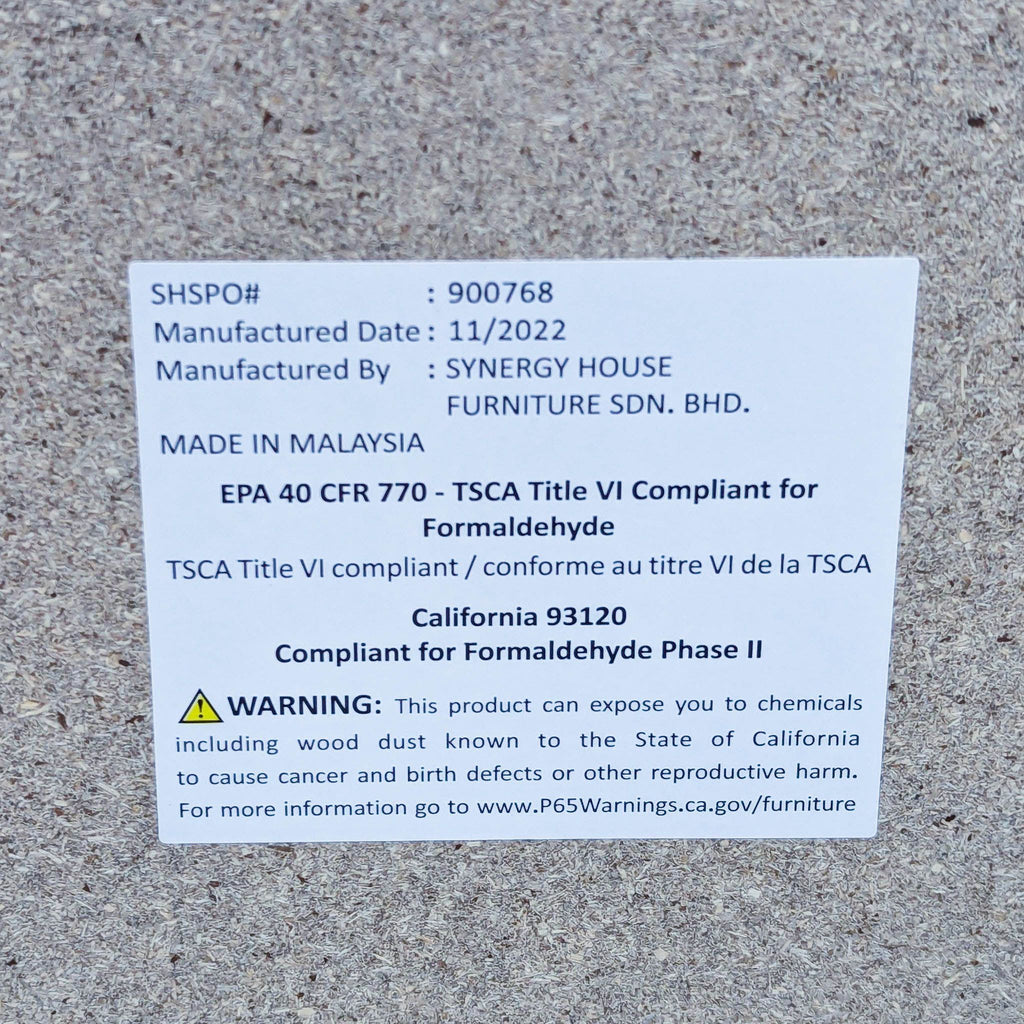 SHSPO# : 900768
Manufactured Date : 11/2022
Manufactured By : SYNERGY HOUSE
FURNITURE SDN. BHD.
MADE IN MALAYSIA
EPA 40 CFR 770 - TSCA Title VI Compliant for
Formaldehyde
TSCA Title VI compliant / conforme au titre VI de la TSCA
California 93120
Compliant for Formaldehyde Phase II
WARNING: This product can expose you to chemicals
including wood dust known to the State of California
to cause cancer and birth defects or other reproductive harm.
For more information go to www.P65Warnings.ca.gov/furniture